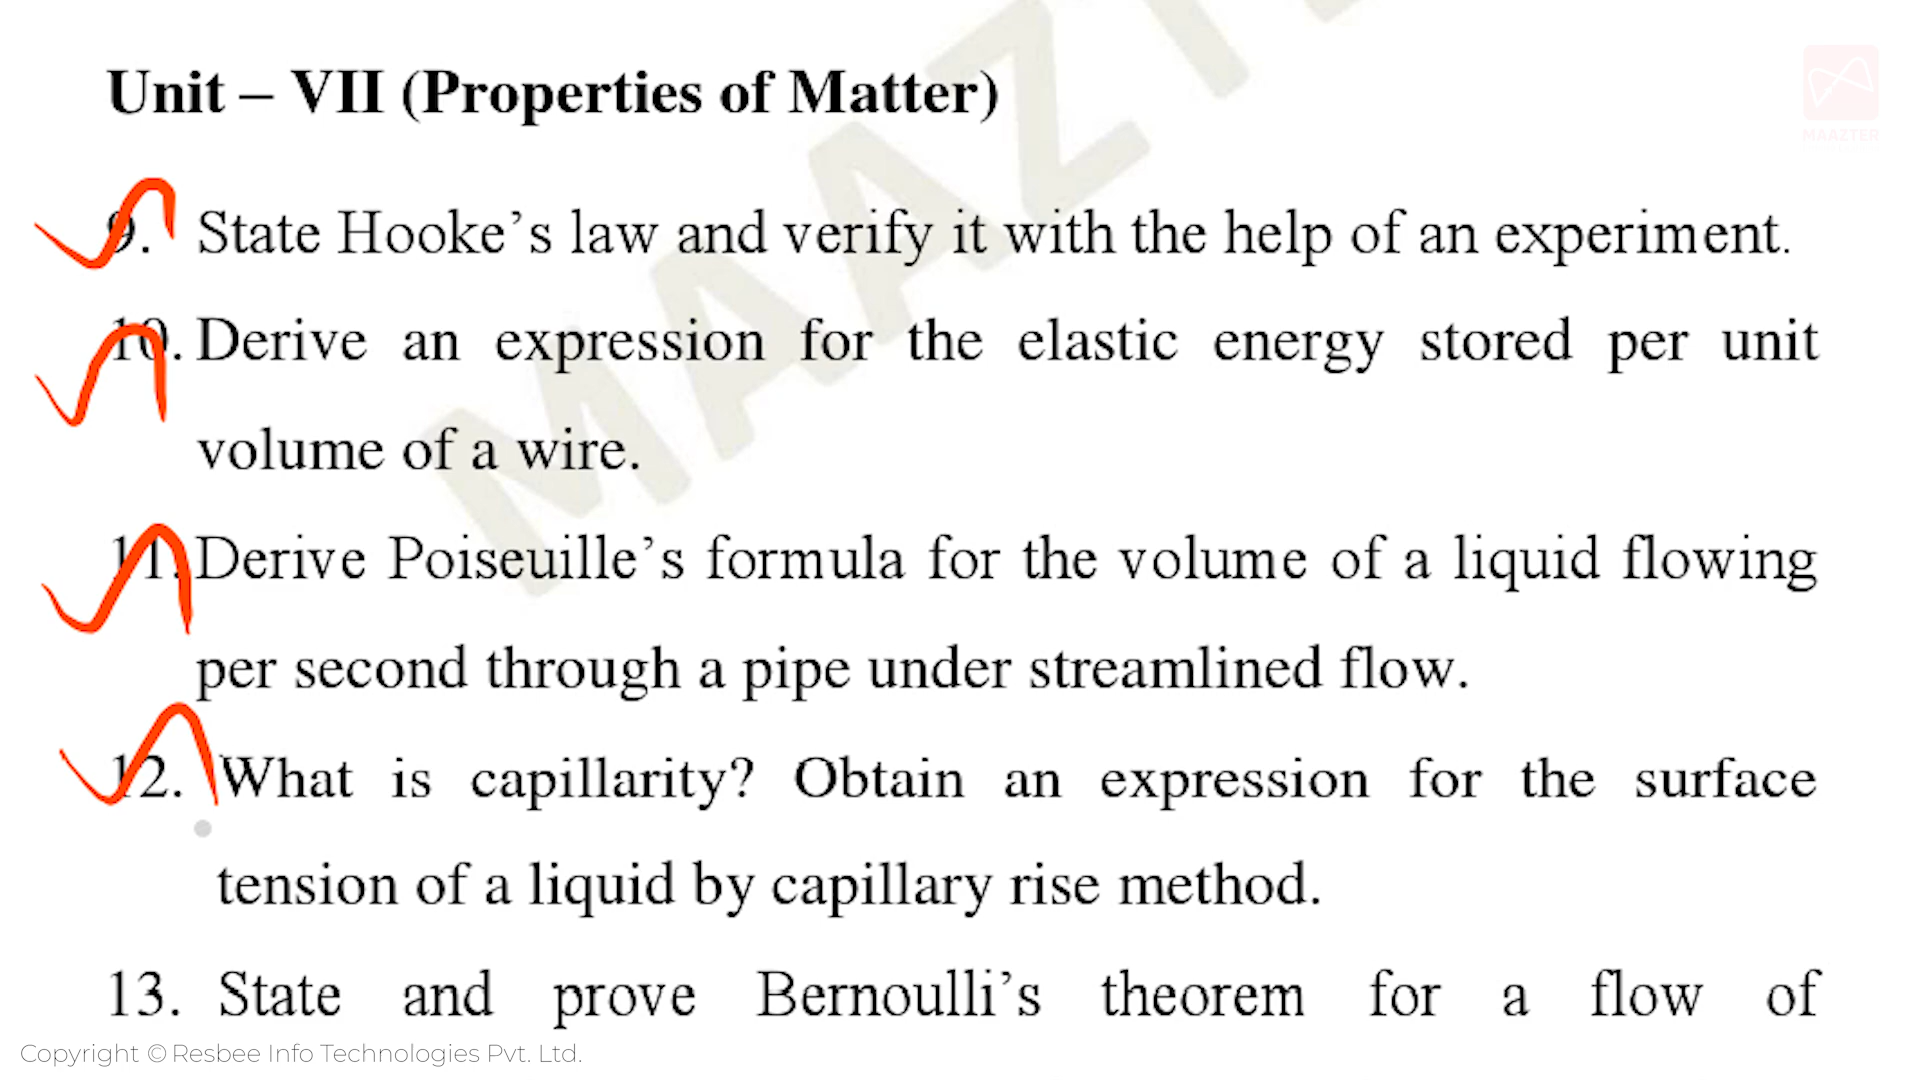 Unit – VII (Properties of Matter)
MAAZTER
9. State Hooke’s law and verify it with the help of an experiment.
10. Derive an expression for the elastic energy stored per unit
volume of a wire.
11. Derive Poiseuille’s formula for the volume of a liquid flowing
per second through a pipe under streamlined flow.
12. What is capillarity? Obtain an expression for the surface
tension of a liquid by capillary rise method.
13. State and prove Bernoulli’s theorem for a flow of
Copyright © Resbee Info Technologies Pvt. Ltd.
MAAZT